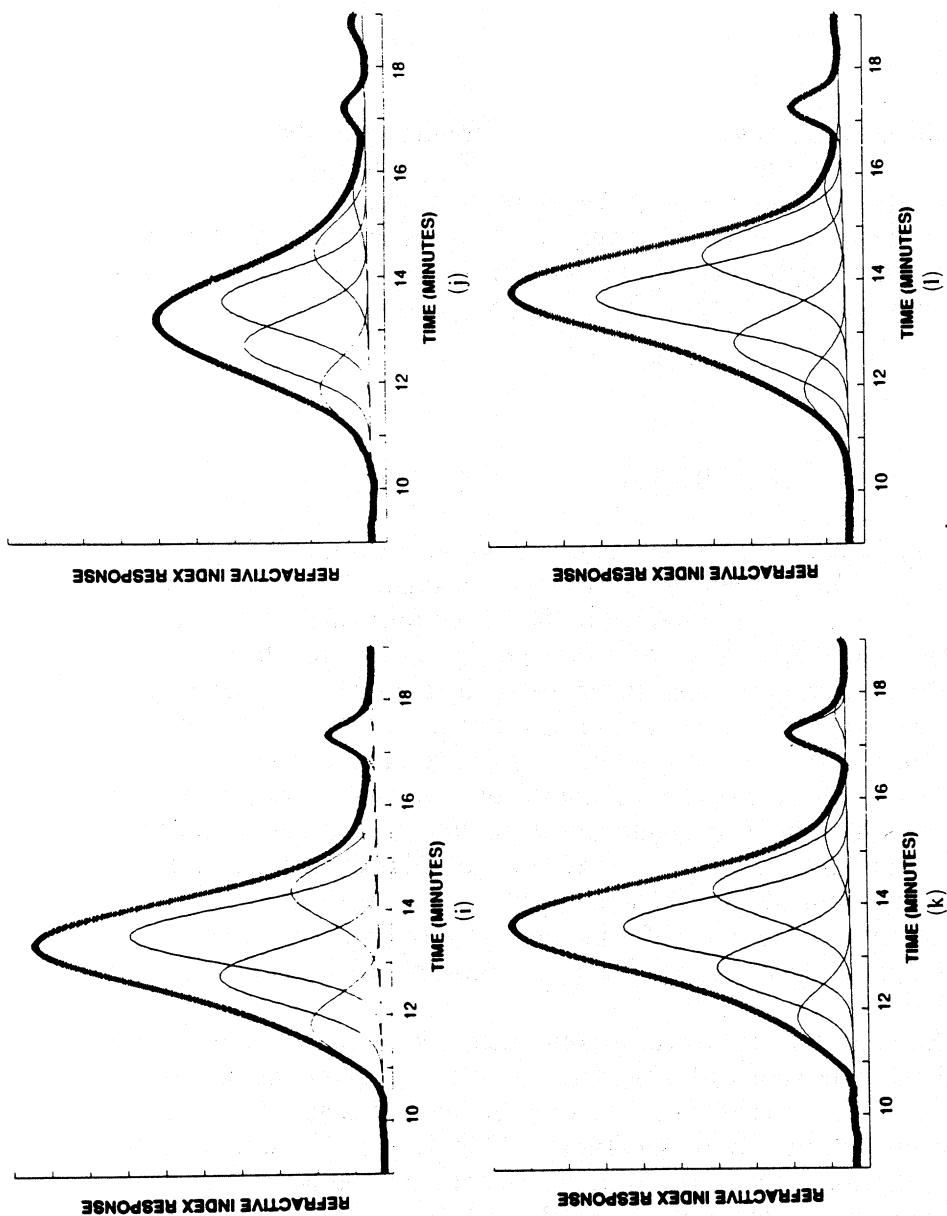 REFRACTIVE INDEX RESPONSE
10 12 14 16 18
TIME (MINUTES)
(i)
REFRACTIVE INDEX RESPONSE
10 12 14 16 18
TIME (MINUTES)
(j)
REFRACTIVE INDEX RESPONSE
10 12 14 16 18
TIME (MINUTES)
(k)
REFRACTIVE INDEX RESPONSE
10 12 14 16 18
TIME (MINUTES)
(l)